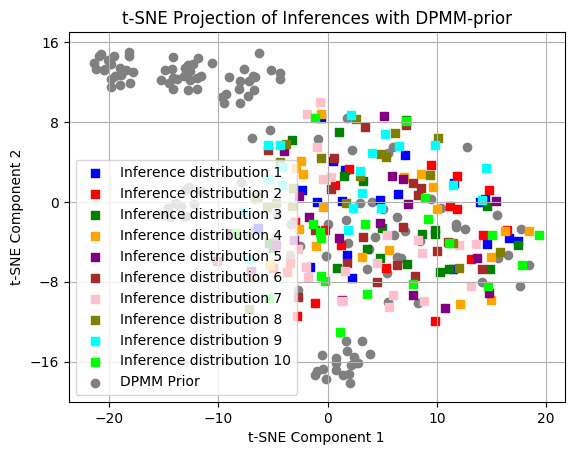 t-SNE Projection of Inferences with DPMM-prior
16
8
0
−8
−16
t-SNE Component 2
Inference distribution 1
Inference distribution 2
Inference distribution 3
Inference distribution 4
Inference distribution 5
Inference distribution 6
Inference distribution 7
Inference distribution 8
Inference distribution 9
Inference distribution 10
DPMM Prior
−20 −10 0 10 20
t-SNE Component 1